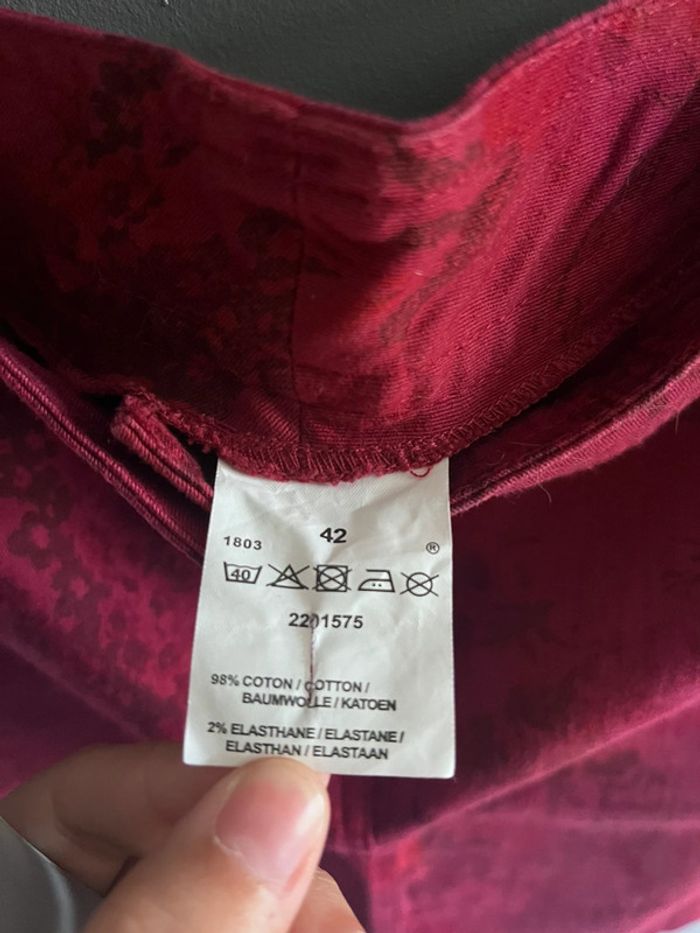 1803 42 ®
40
2201575
98% COTON / COTTON /
BAUMWOLLE / KATOEN
2% ELASTHANE / ELASTANE /
ELASTHAN / ELASTAAN